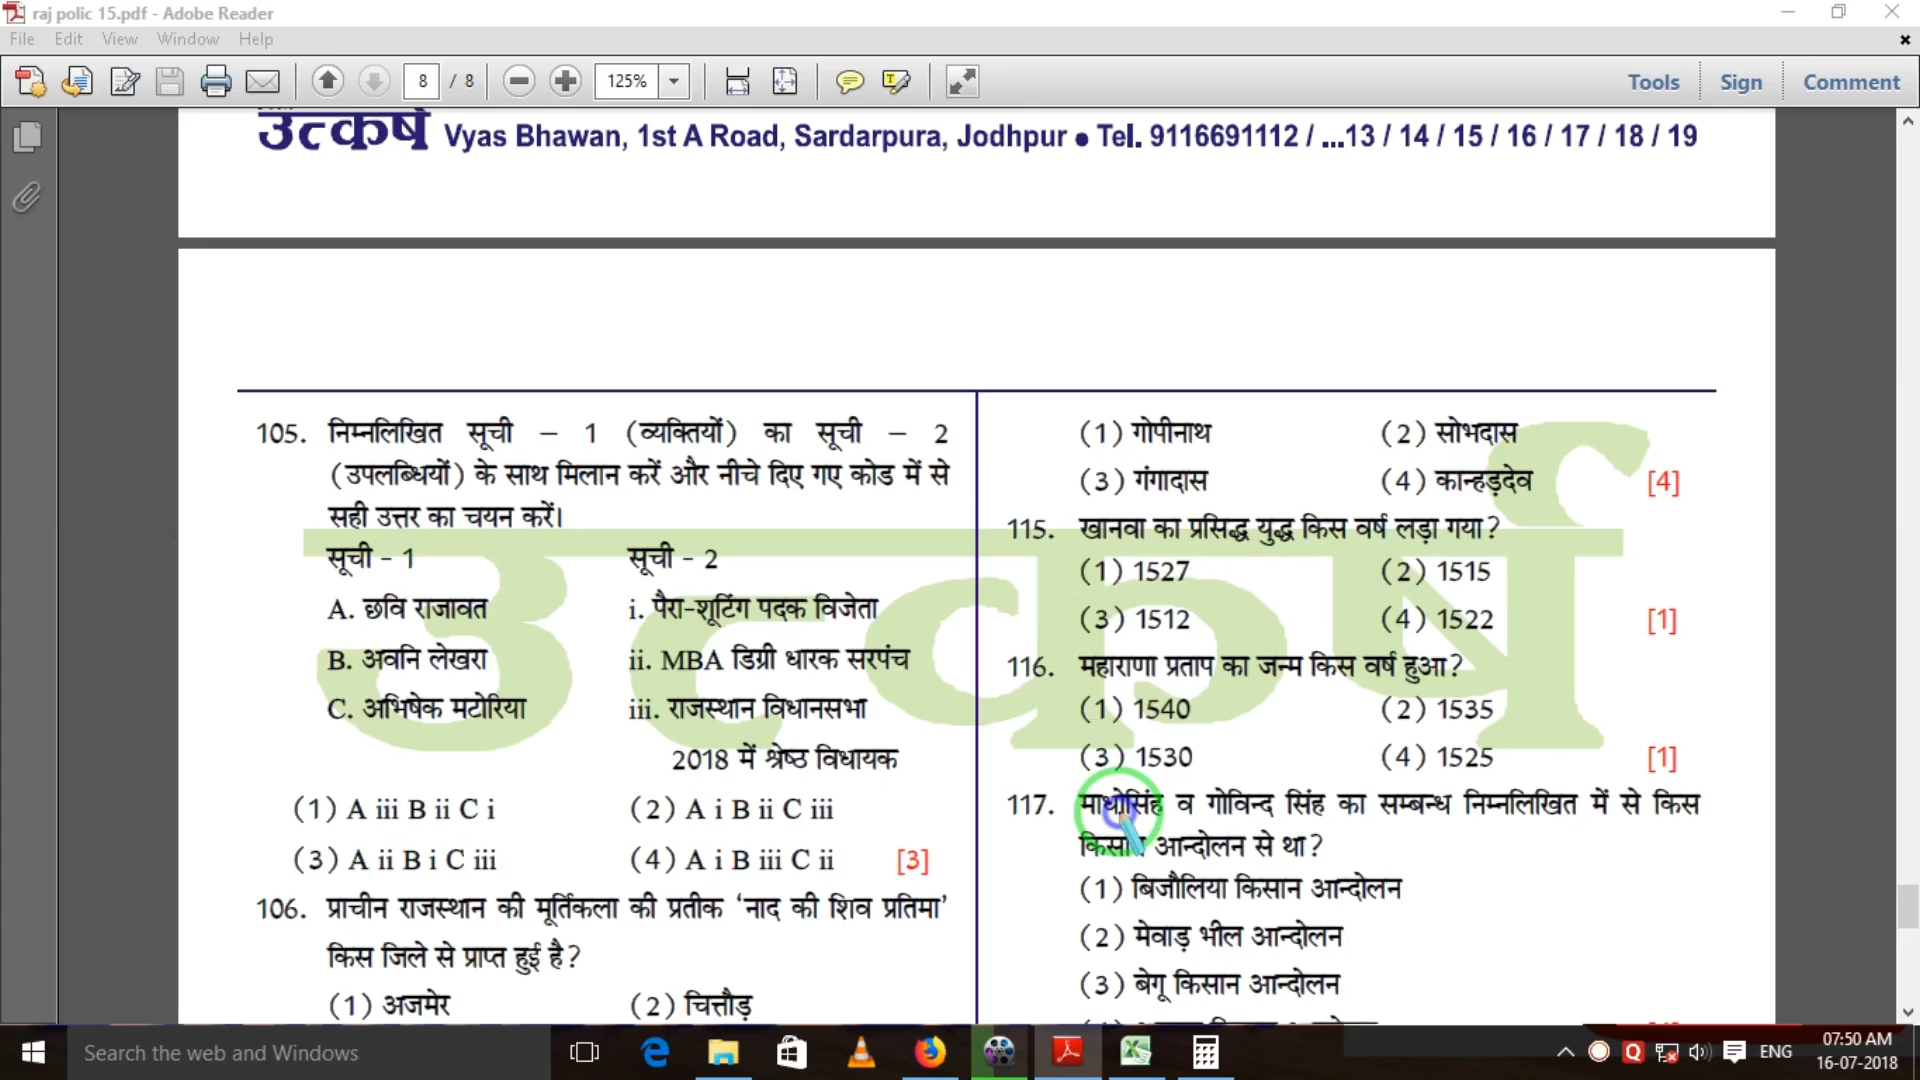 raj polic 15.pdf - Adobe Reader
File Edit View Window Help
8 / 8 125% Tools Sign Comment
उत्कर्ष Vyas Bhawan, 1st A Road, Sardarpura, Jodhpur ● Tel. 9116691112 / ...13 / 14 / 15 / 16 / 17 / 18 / 19
105. निम्नलिखित सूची – 1 (व्यक्तियों) का सूची – 2
(उपलब्धियों) के साथ मिलान करें और नीचे दिए गए कोड में से
सही उत्तर का चयन करें।
सूची - 1 सूची - 2
A. छवि राजावत i. पैरा-शूटिंग पदक विजेता
B. अवनि लेखरा ii. MBA डिग्री धारक सरपंच
C. अभिषेक मटोरिया iii. राजस्थान विधानसभा
2018 में श्रेष्ठ विधायक
(1) A iii B ii C i (2) A i B ii C iii
(3) A ii B i C iii (4) A i B iii C ii [3]
106. प्राचीन राजस्थान की मूर्तिकला की प्रतीक ‘नाद की शिव प्रतिमा’
किस जिले से प्राप्त हुई है?
(1) अजमेर (2) चित्तौड़
(1) गोपीनाथ (2) सोभदास
(3) गंगादास (4) कान्हड़देव [4]
115. खानवा का प्रसिद्ध युद्ध किस वर्ष लड़ा गया?
(1) 1527 (2) 1515
(3) 1512 (4) 1522 [1]
116. महाराणा प्रताप का जन्म किस वर्ष हुआ?
(1) 1540 (2) 1535
(3) 1530 (4) 1525 [1]
117. माधोसिंह व गोविन्द सिंह का सम्बन्ध निम्नलिखित में से किस
किसान आन्दोलन से था?
(1) बिजौलिया किसान आन्दोलन
(2) मेवाड़ भील आन्दोलन
(3) बेगू किसान आन्दोलन
उत्कर्ष
Search the web and Windows
ENG 07:50 AM
16-07-2018